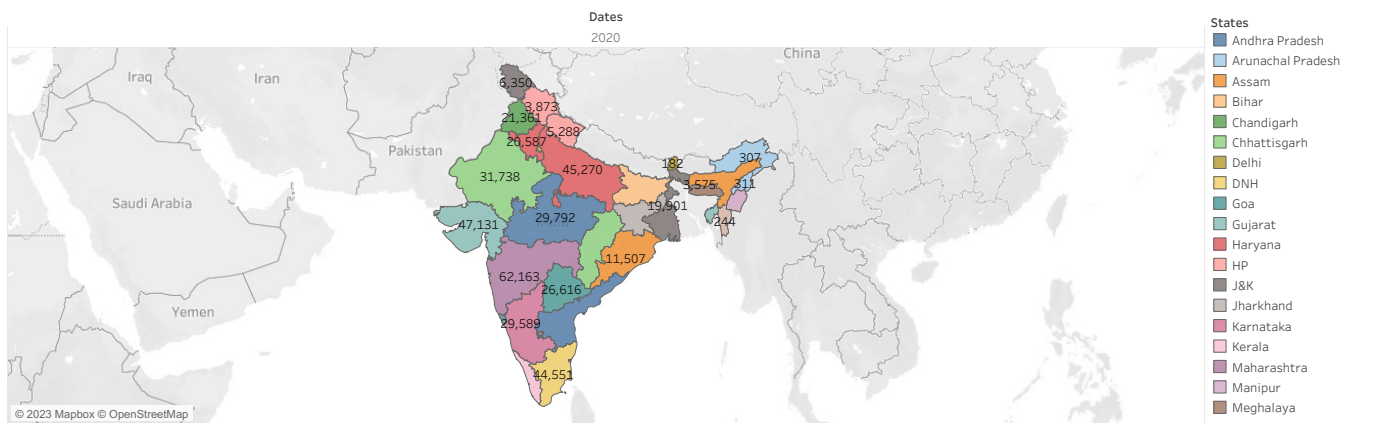 Dates
2020
States
Andhra Pradesh
Arunachal Pradesh
Assam
Bihar
Chandigarh
Chhattisgarh
Delhi
DNH
Goa
Gujarat
Haryana
HP
J&K
Jharkhand
Karnataka
Kerala
Maharashtra
Manipur
Meghalaya
China
Iraq
Iran
6,350
3,873
21,361
5,288
20,587
Pakistan
307
182
45,270
31,738
3,575
311
Saudi Arabia
19,901
29,792
244
47,131
11,507
62,163
26,616
Yemen
29,589
44,551
© 2023 Mapbox © OpenStreetMap